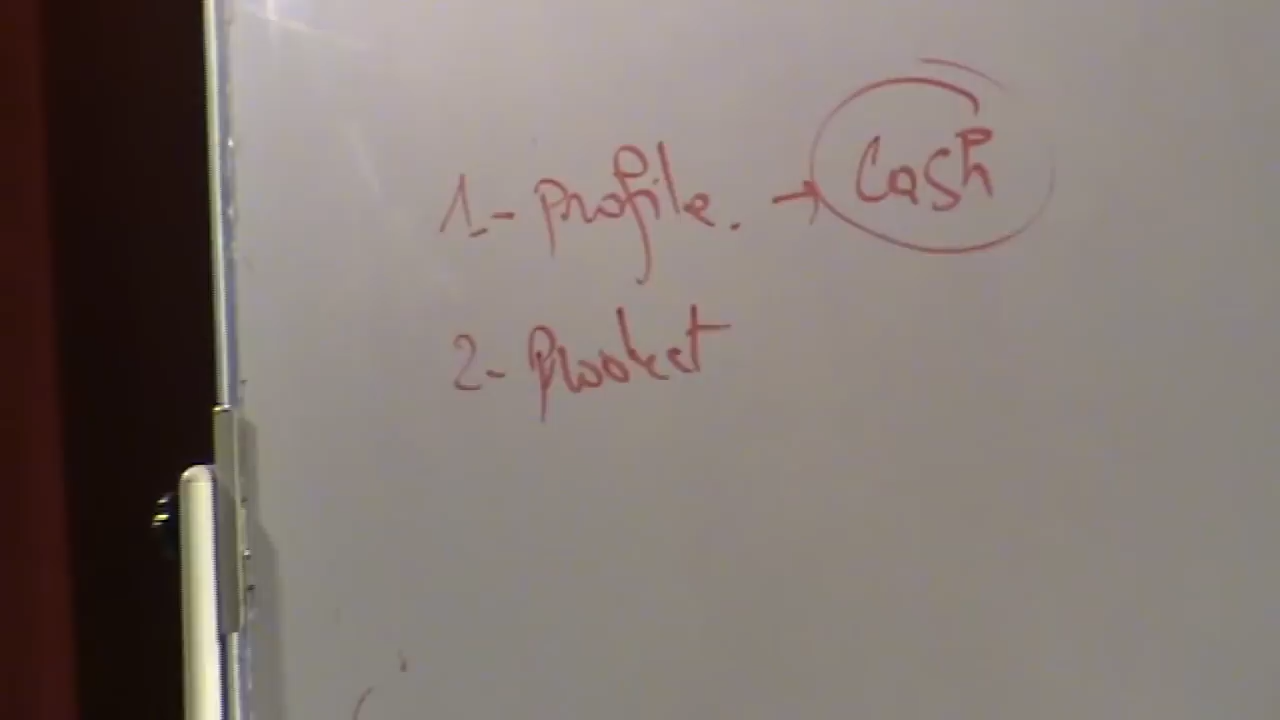 1- Profile. → Cash
2- Product